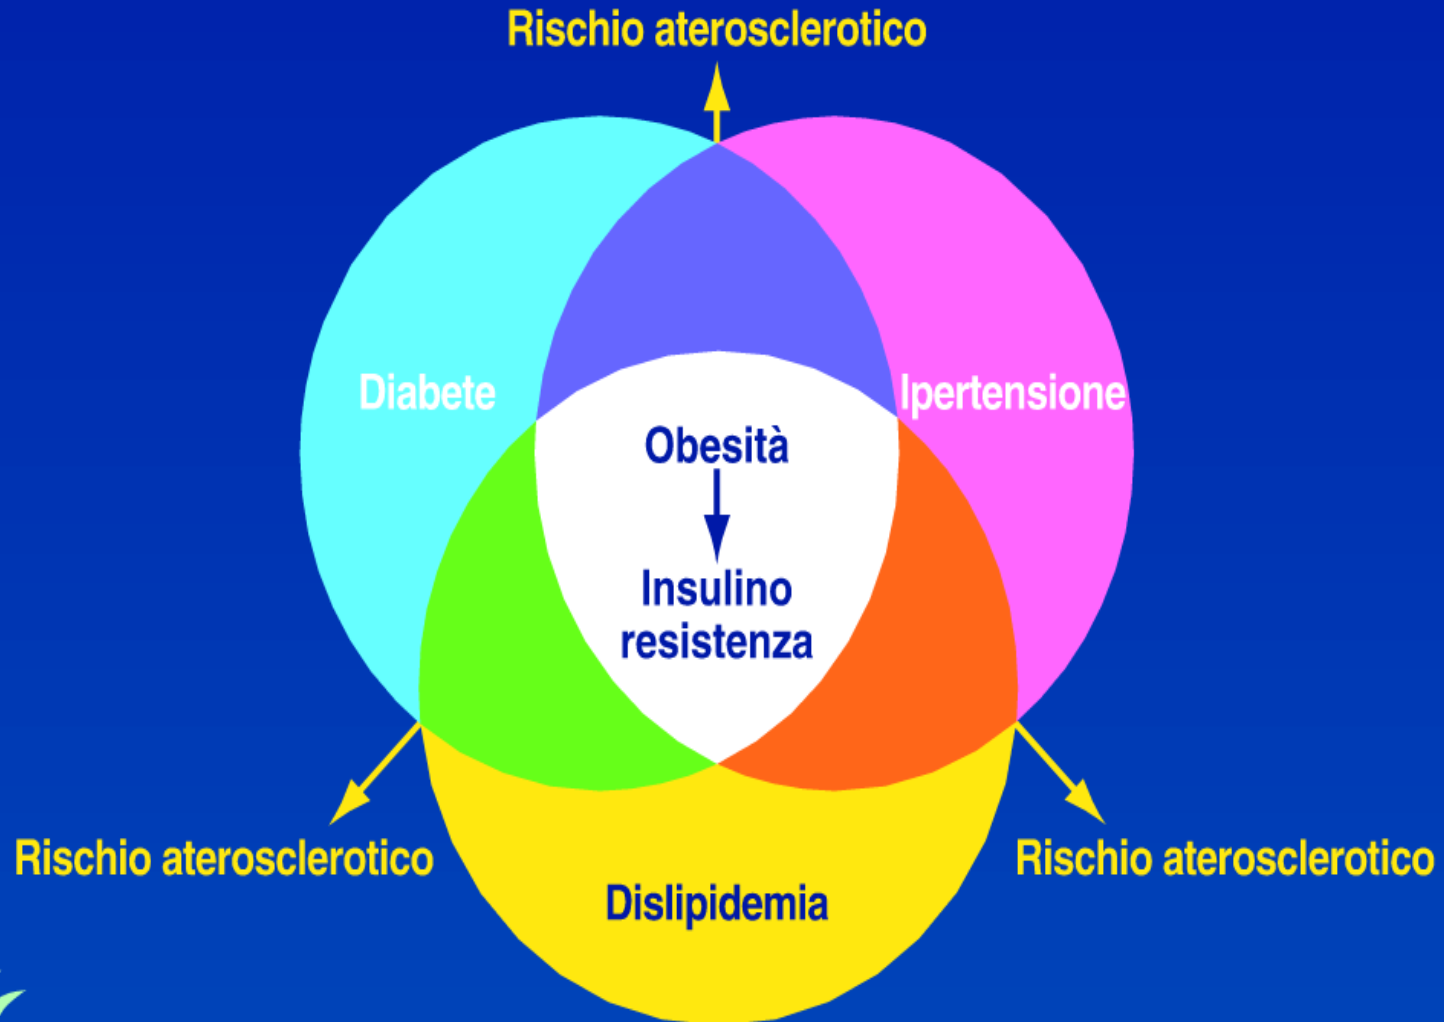 Rischio aterosclerotico
Diabete
Ipertensione
Obesità
Insulino
resistenza
Rischio aterosclerotico
Rischio aterosclerotico
Dislipidemia